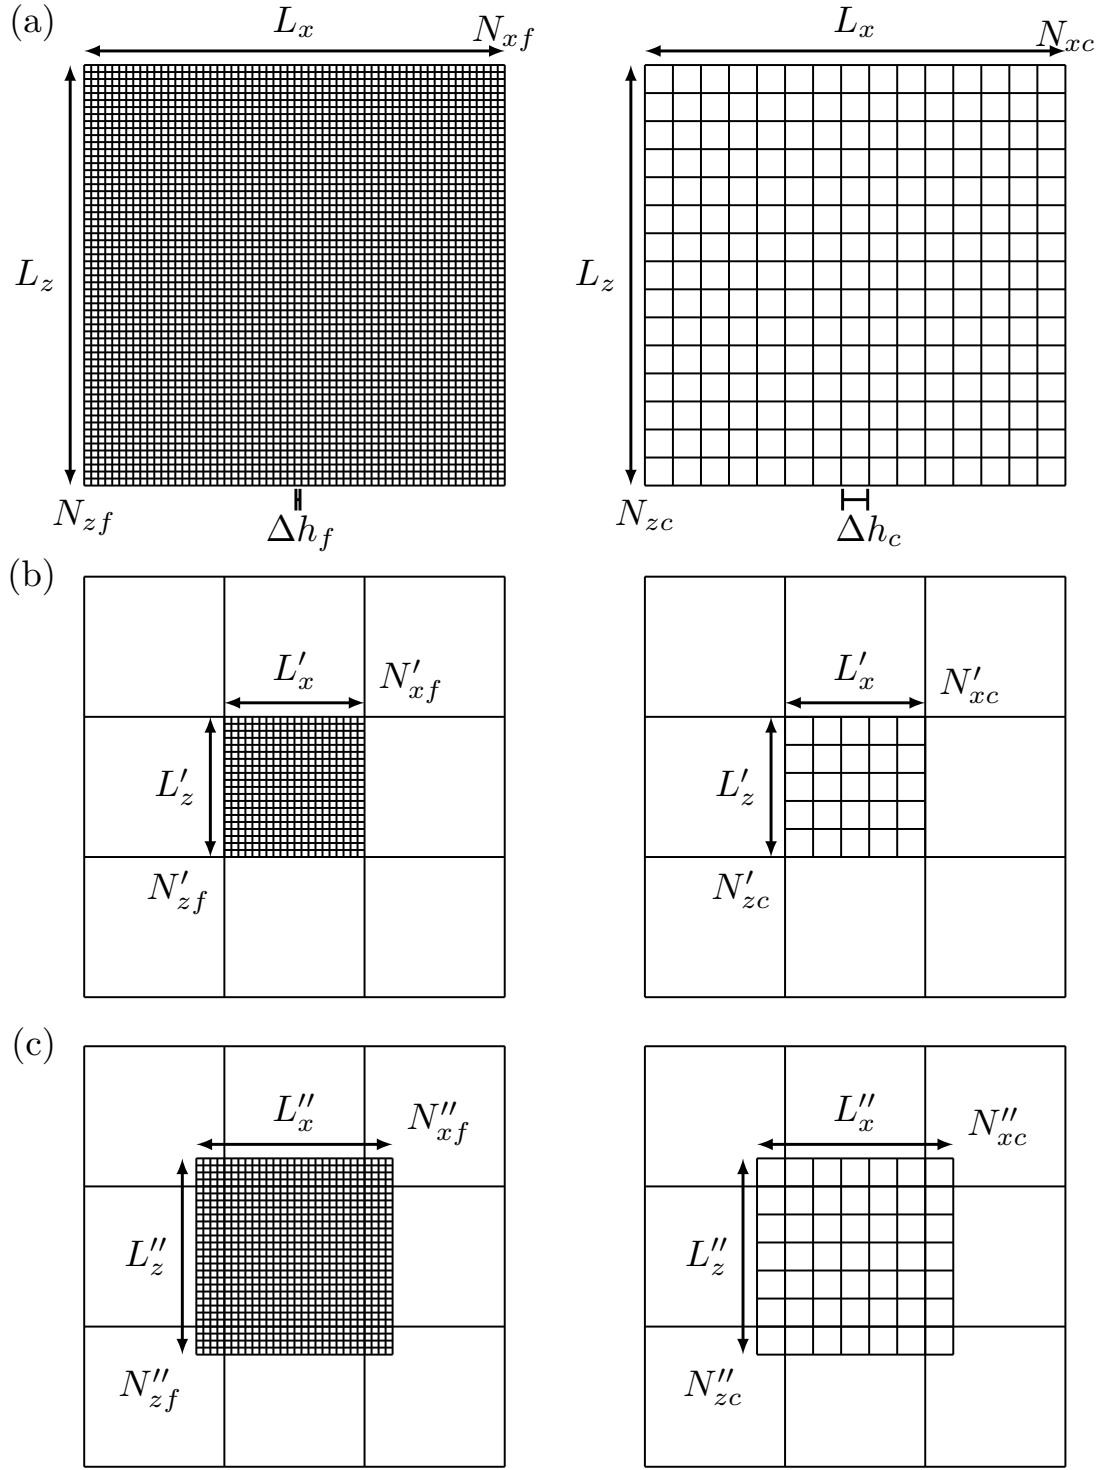 (a)
L_x N_{xf} L_x N_{xc}
L_z L_z
N_{zf} Δh_f N_{zc} Δh_c
(b)
L'_x N'_{xf} L'_x N'_{xc}
L'_z L'_z
N'_{zf} N'_{zc}
(c)
L''_x N''_{xf} L''_x N''_{xc}
L''_z L''_z
N''_{zf} N''_{zc}